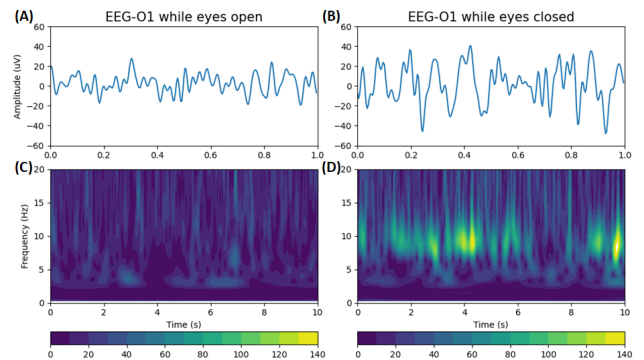 (A) EEG-O1 while eyes open
(B) EEG-O1 while eyes closed
Amplitude (uV)
60
40
20
0
−20
−40
−60
0.0 0.2 0.4 0.6 0.8 1.0
60
40
20
0
−20
−40
−60
0.0 0.2 0.4 0.6 0.8 1.0
(C)
(D)
Frequency (Hz)
20
15
10
5
0
0 2 4 6 8 10
Time (s)
20
15
10
5
0
0 2 4 6 8 10
Time (s)
0 20 40 60 80 100 120 140
0 20 40 60 80 100 120 140